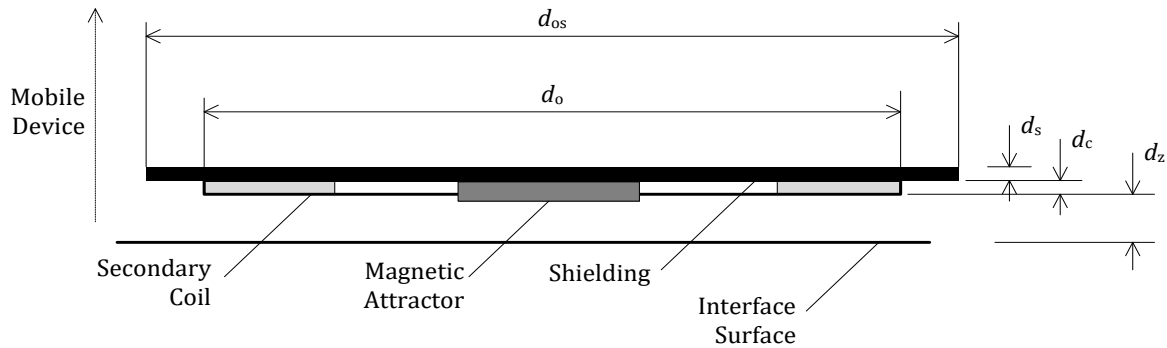 dos
do
Mobile
Device
ds
dc
dz
Secondary
Coil
Magnetic
Attractor
Shielding
Interface
Surface